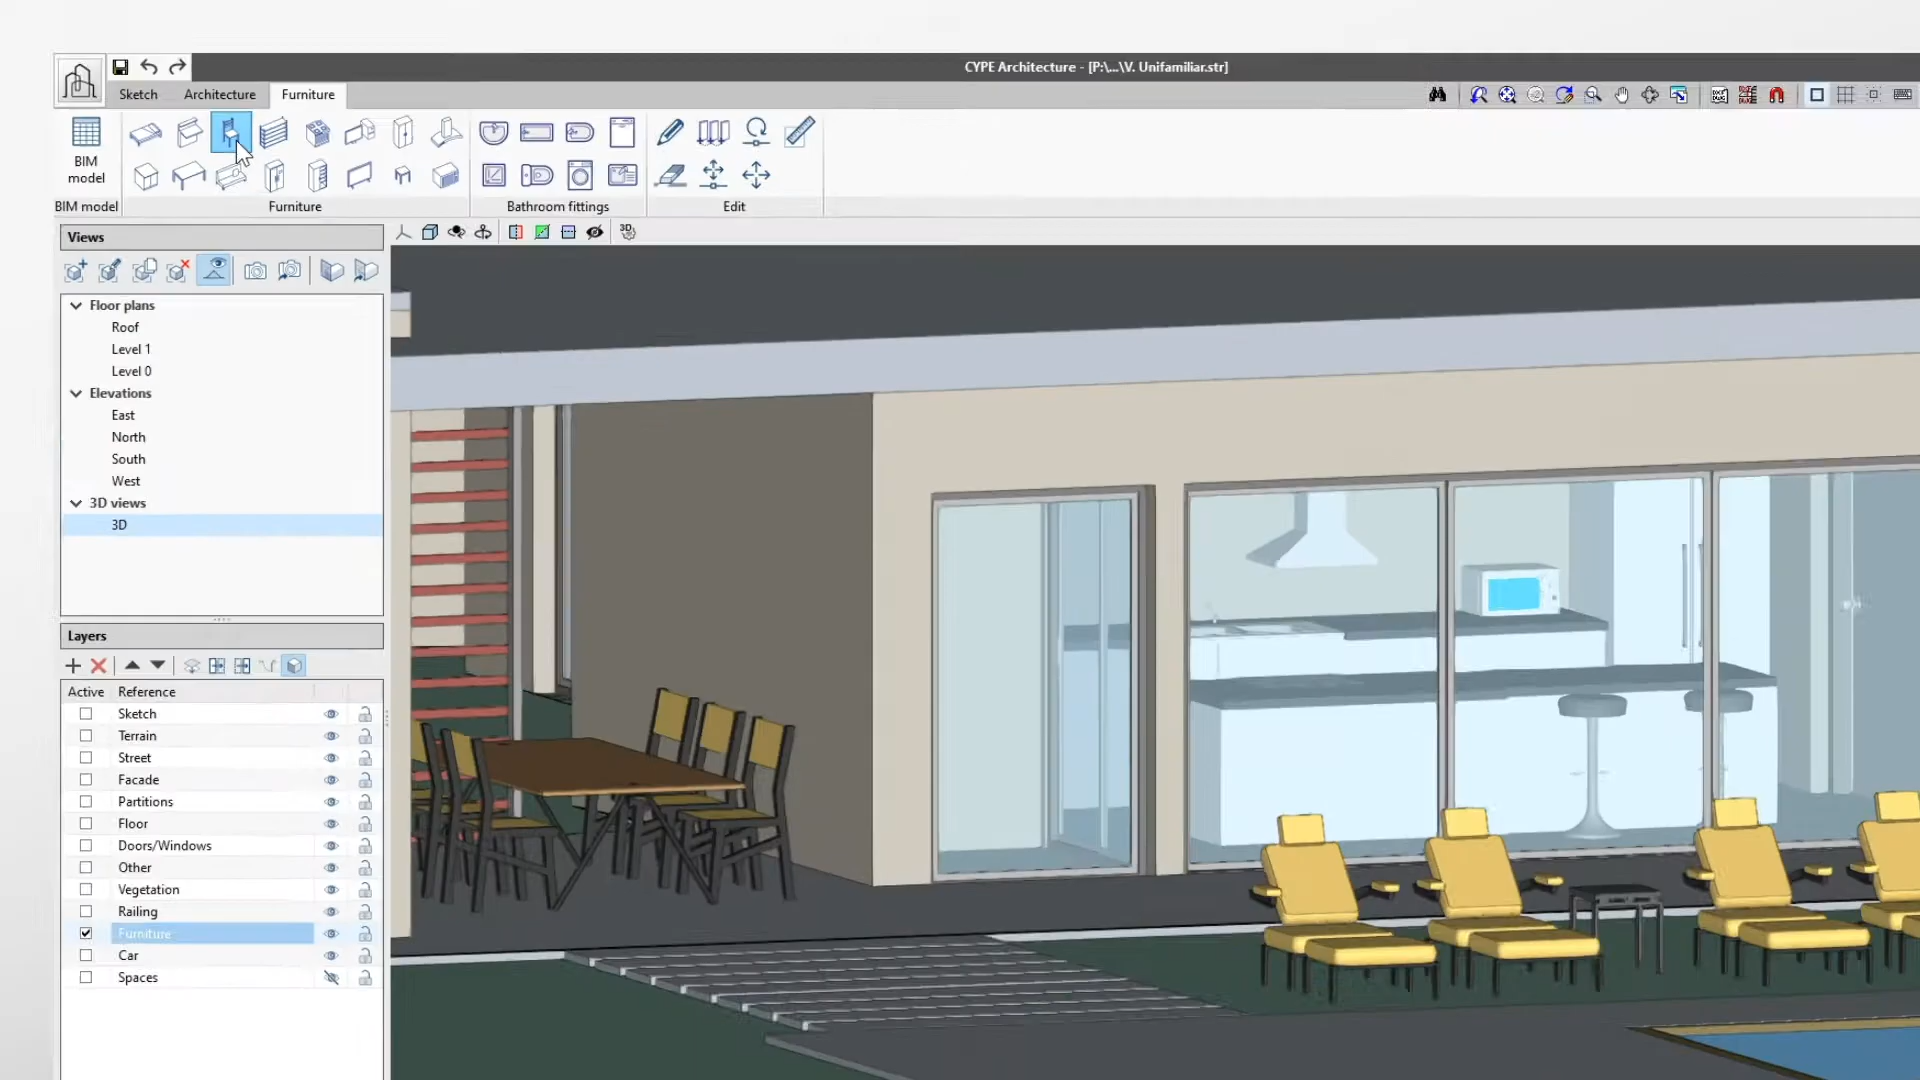 CYPE Architecture - [P:\...\V. Unifamiliar.str]
Sketch Architecture Furniture
BIM
model
BIM model Furniture Bathroom fittings Edit
Views
3D
Floor plans
Roof
Level 1
Level 0
Elevations
East
North
South
West
3D views
3D
Layers
Active Reference
Sketch
Terrain
Street
Facade
Partitions
Floor
Doors/Windows
Other
Vegetation
Railing
Furniture
Car
Spaces